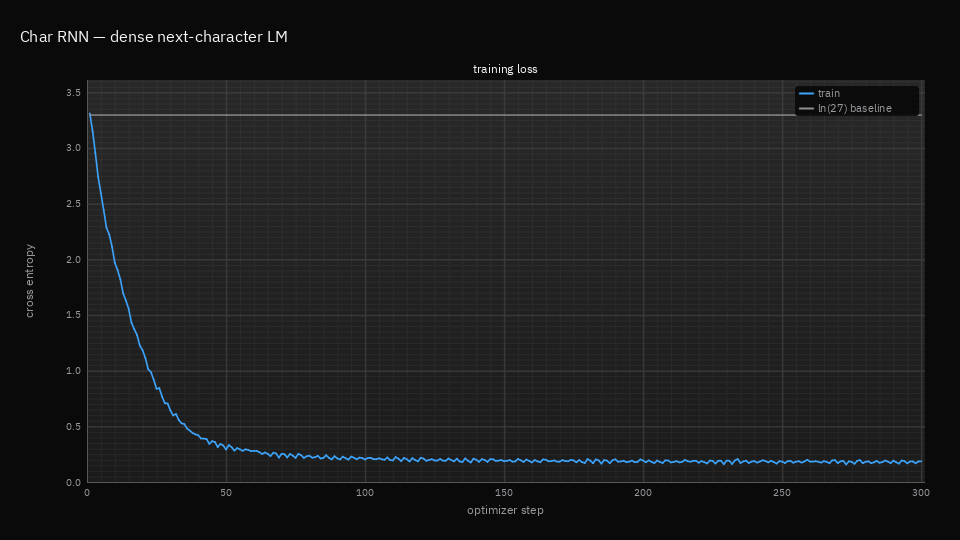 Char RNN — dense next-character LM
training loss
train
ln(27) baseline
3.5
3.0
2.5
2.0
1.5
1.0
0.5
0.0
cross entropy
0 50 100 150 200 250 300
optimizer step